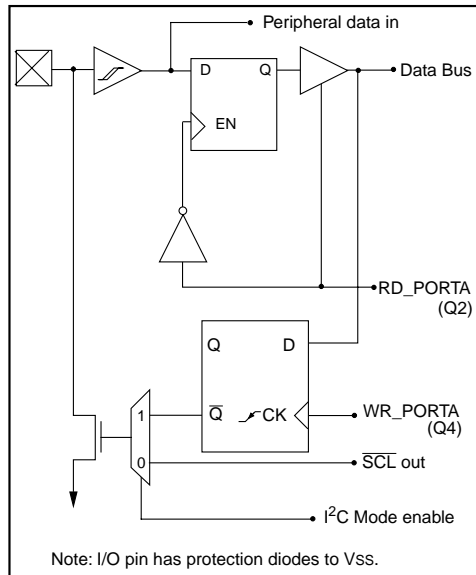 Peripheral data in
D Q
Data Bus
EN
RD_PORTA
(Q2)
Q D
1 Q̅ CK
WR_PORTA
(Q4)
0
S̅C̅L̅ out
I²C Mode enable
Note: I/O pin has protection diodes to VSS.